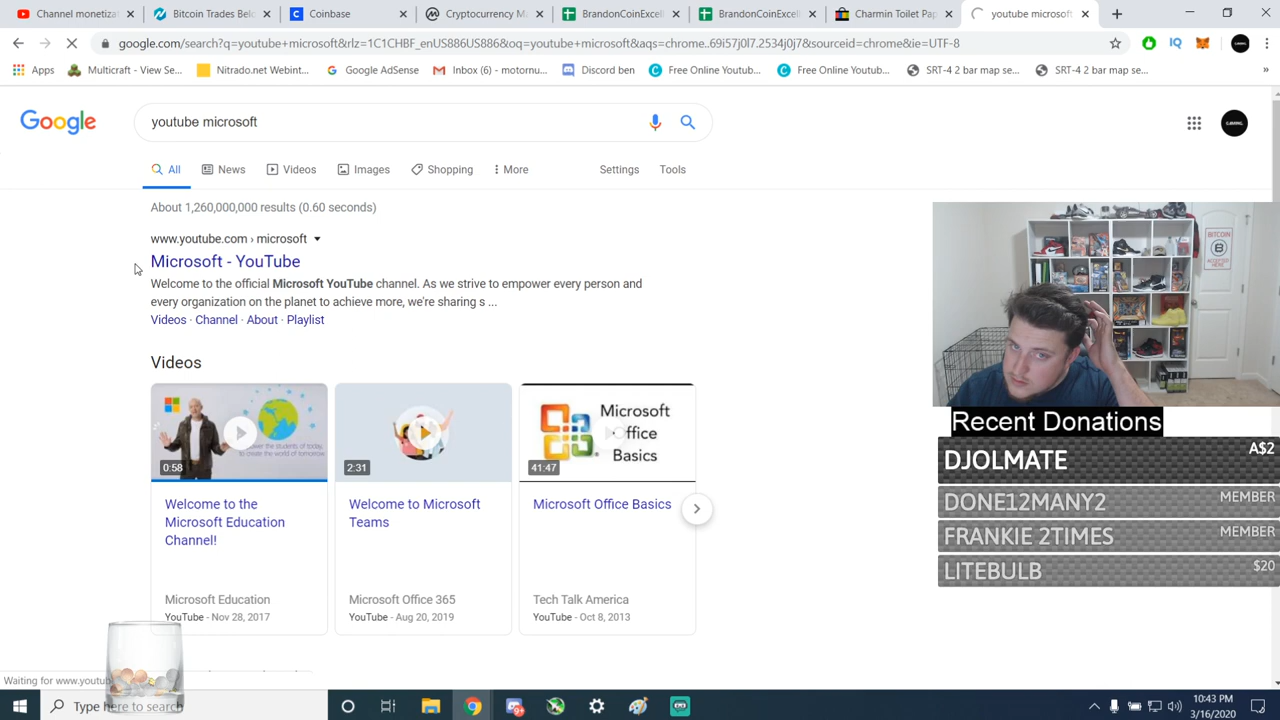 Channel monetizat
Bitcoin Trades Belo
Coinbase
Cryptocurrency Ma
BrandonCoinExcelI
BrandonCoinExcelI
Charmin Toilet Pap
youtube microsoft
google.com/search?q=youtube+microsoft&rlz=1C1CHBF_enUS886US886&oq=youtube+microsoft&aqs=chrome..69i57j0l7.2534j0j7&sourceid=chrome&ie=UTF-8
Apps
Multicraft - View Se...
Nitrado.net Webint...
Google AdSense
Inbox (6) - motornu...
Discord ben
Free Online Youtub...
Free Online Youtub...
SRT-4 2 bar map se...
SRT-4 2 bar map se...
»
Google
youtube microsoft
All
News
Videos
Images
Shopping
More
Settings
Tools
About 1,260,000,000 results (0.60 seconds)
www.youtube.com › microsoft
Microsoft - YouTube
Welcome to the official Microsoft YouTube channel. As we strive to empower every person and
every organization on the planet to achieve more, we're sharing s ...
Videos · Channel · About · Playlist
Videos
0:58
2:31
Microsoft
Office
Basics
41:47
Welcome to the
Microsoft Education
Channel!
Welcome to Microsoft
Teams
Microsoft Office Basics
Microsoft Education
YouTube - Nov 28, 2017
Microsoft Office 365
YouTube - Aug 20, 2019
Tech Talk America
YouTube - Oct 8, 2013
BITCOIN
B
Recent Donations
DJOLMATE A$2
DONE12MANY2 MEMBER
FRANKIE 2TIMES MEMBER
LITEBULB $20
Waiting for www.youtub
Type here to search
10:43 PM
3/16/2020